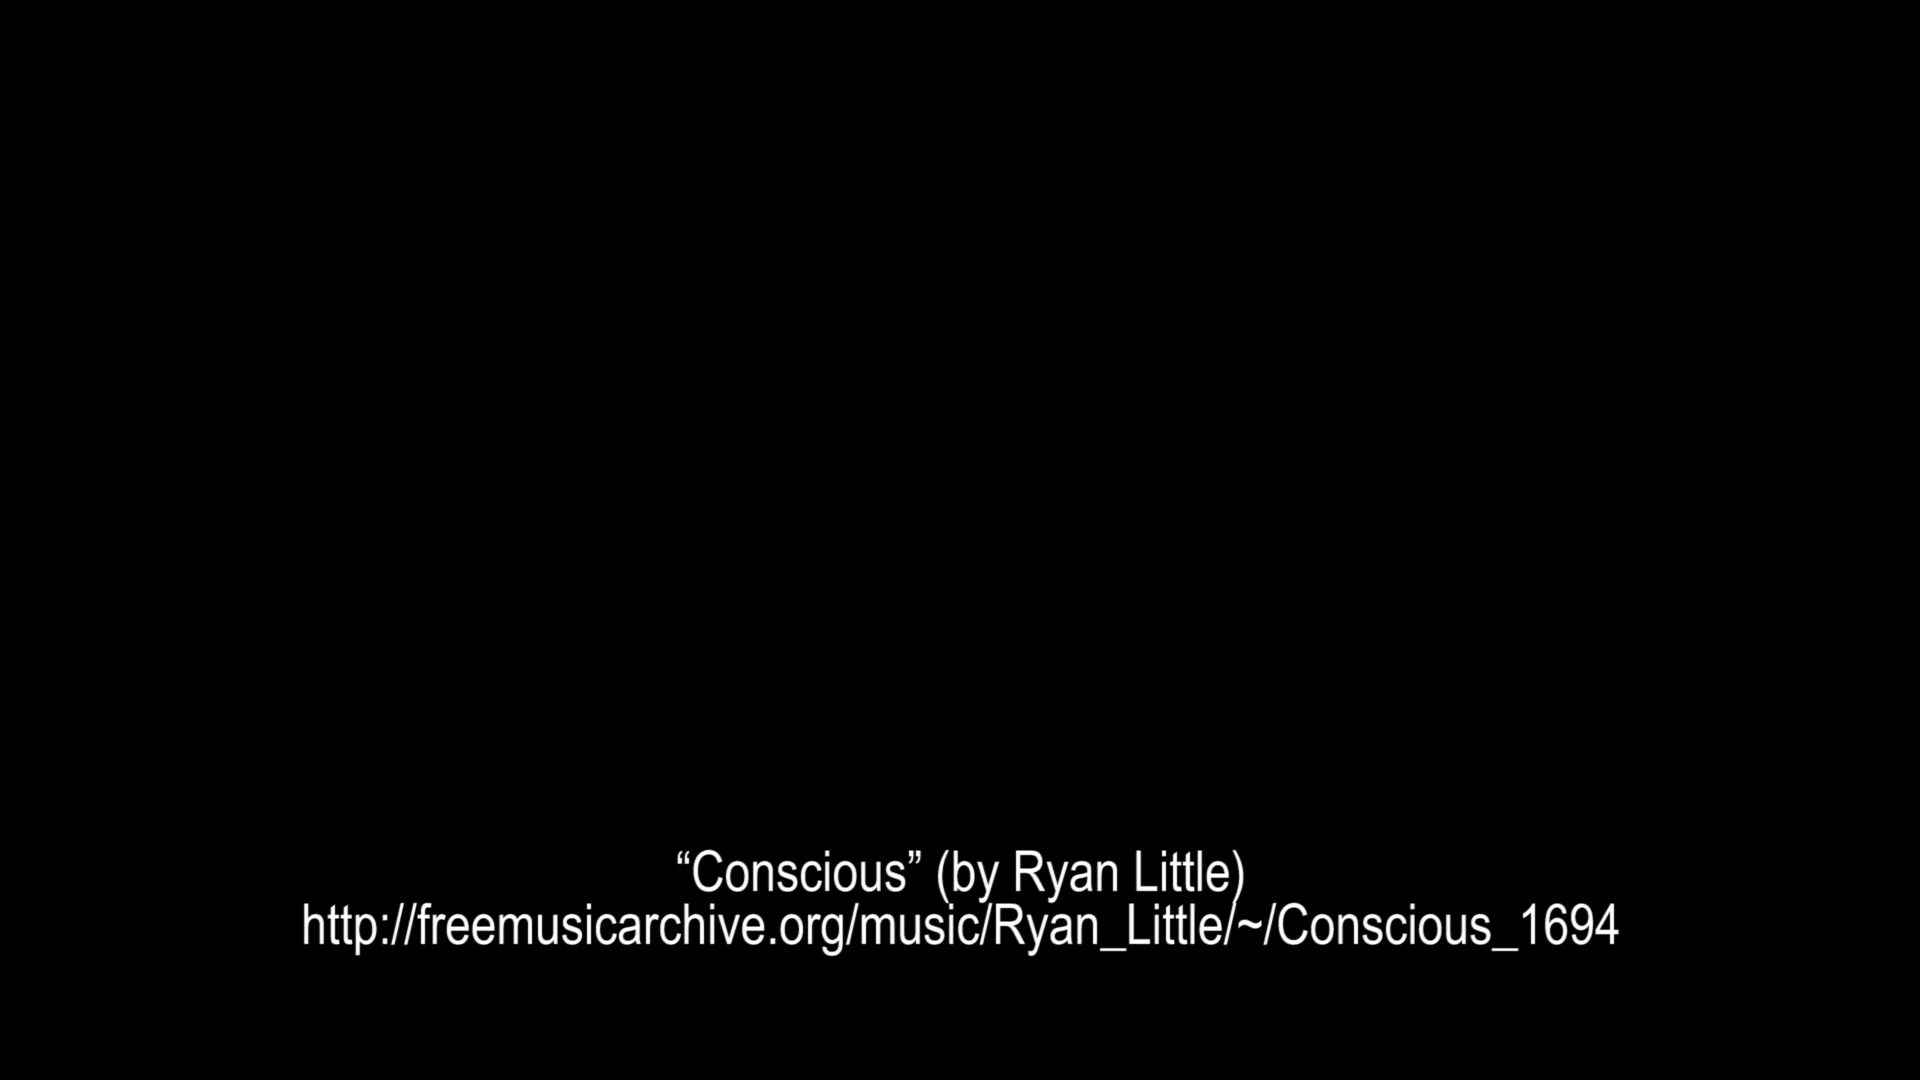 “Conscious” (by Ryan Little)
http://freemusicarchive.org/music/Ryan_Little/~/Conscious_1694